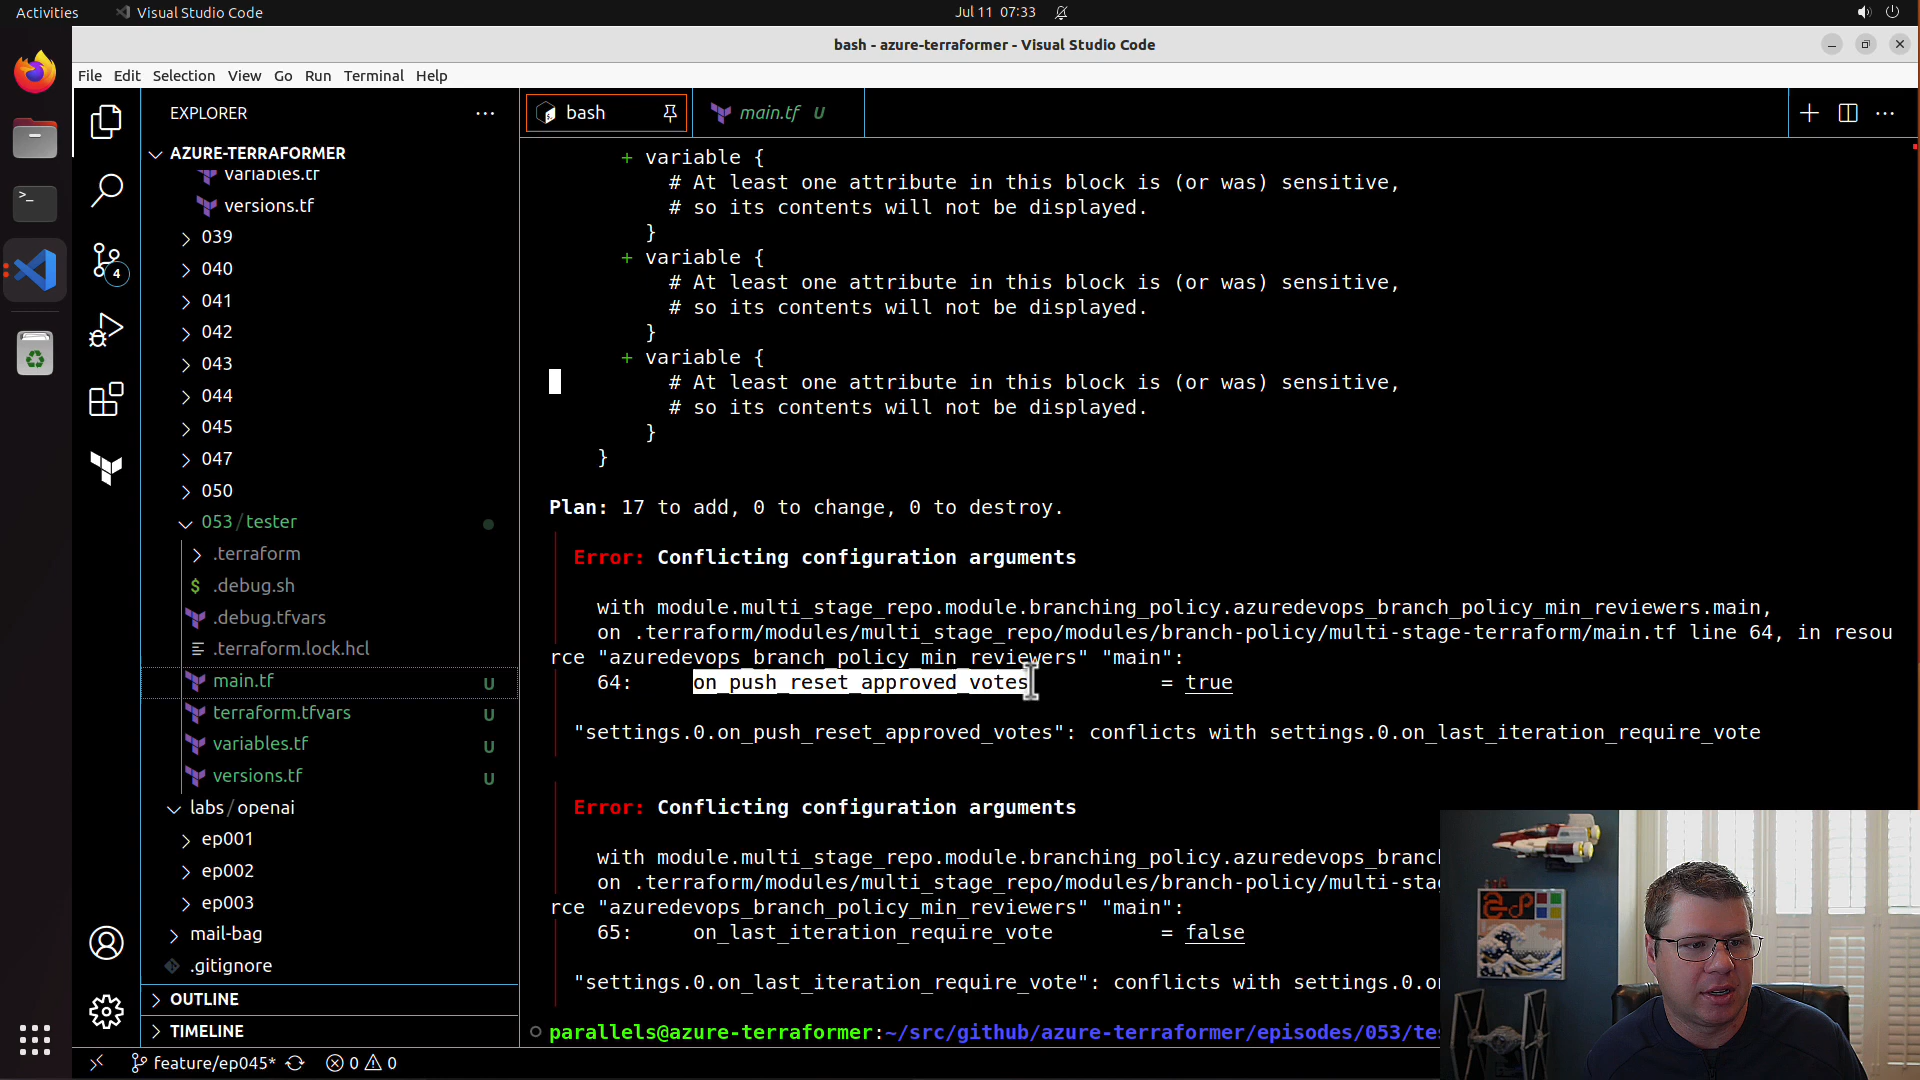 Activities
Visual Studio Code
Jul 11 07:33
bash - azure-terraformer - Visual Studio Code
File Edit Selection View Go Run Terminal Help
EXPLORER
AZURE-TERRAFORMER
variables.tf
versions.tf
039
040
041
042
043
044
045
047
050
053 / tester
.terraform
.debug.sh
.debug.tfvars
.terraform.lock.hcl
main.tf U
terraform.tfvars U
variables.tf U
versions.tf U
labs / openai
ep001
ep002
ep003
mail-bag
.gitignore
OUTLINE
TIMELINE
4
bash
main.tf U
+ variable {
# At least one attribute in this block is (or was) sensitive,
# so its contents will not be displayed.
}
+ variable {
# At least one attribute in this block is (or was) sensitive,
# so its contents will not be displayed.
}
+ variable {
# At least one attribute in this block is (or was) sensitive,
# so its contents will not be displayed.
}
}
Plan: 17 to add, 0 to change, 0 to destroy.
Error: Conflicting configuration arguments
with module.multi_stage_repo.module.branching_policy.azuredevops_branch_policy_min_reviewers.main,
on .terraform/modules/multi_stage_repo/modules/branch-policy/multi-stage-terraform/main.tf line 64, in resou
rce "azuredevops_branch_policy_min_reviewers" "main":
64: on_push_reset_approved_votes = true
"settings.0.on_push_reset_approved_votes": conflicts with settings.0.on_last_iteration_require_vote
Error: Conflicting configuration arguments
with module.multi_stage_repo.module.branching_policy.azuredevops_branc
on .terraform/modules/multi_stage_repo/modules/branch-policy/multi-sta
rce "azuredevops_branch_policy_min_reviewers" "main":
65: on_last_iteration_require_vote = false
"settings.0.on_last_iteration_require_vote": conflicts with settings.0.o
parallels@azure-terraformer:~/src/github/azure-terraformer/episodes/053/te
feature/ep045* 0 0